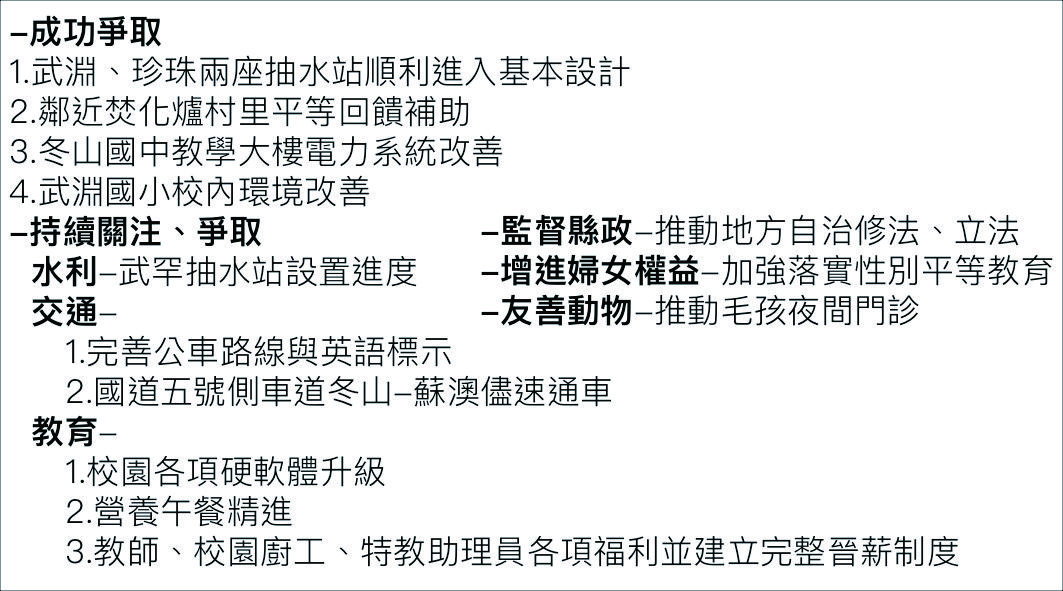 –成功爭取
1.武淵、珍珠兩座抽水站順利進入基本設計
2.鄰近焚化爐村里平等回饋補助
3.冬山國中教學大樓電力系統改善
4.武淵國小校內環境改善
–持續關注、爭取
水利–武罕抽水站設置進度
交通–
1.完善公車路線與英語標示
2.國道五號側車道冬山–蘇澳儘速通車
教育–
1.校園各項硬軟體升級
2.營養午餐精進
3.教師、校園廚工、特教助理員各項福利並建立完整晉薪制度
–監督縣政–推動地方自治修法、立法
–增進婦女權益–加強落實性別平等教育
–友善動物–推動毛孩夜間門診